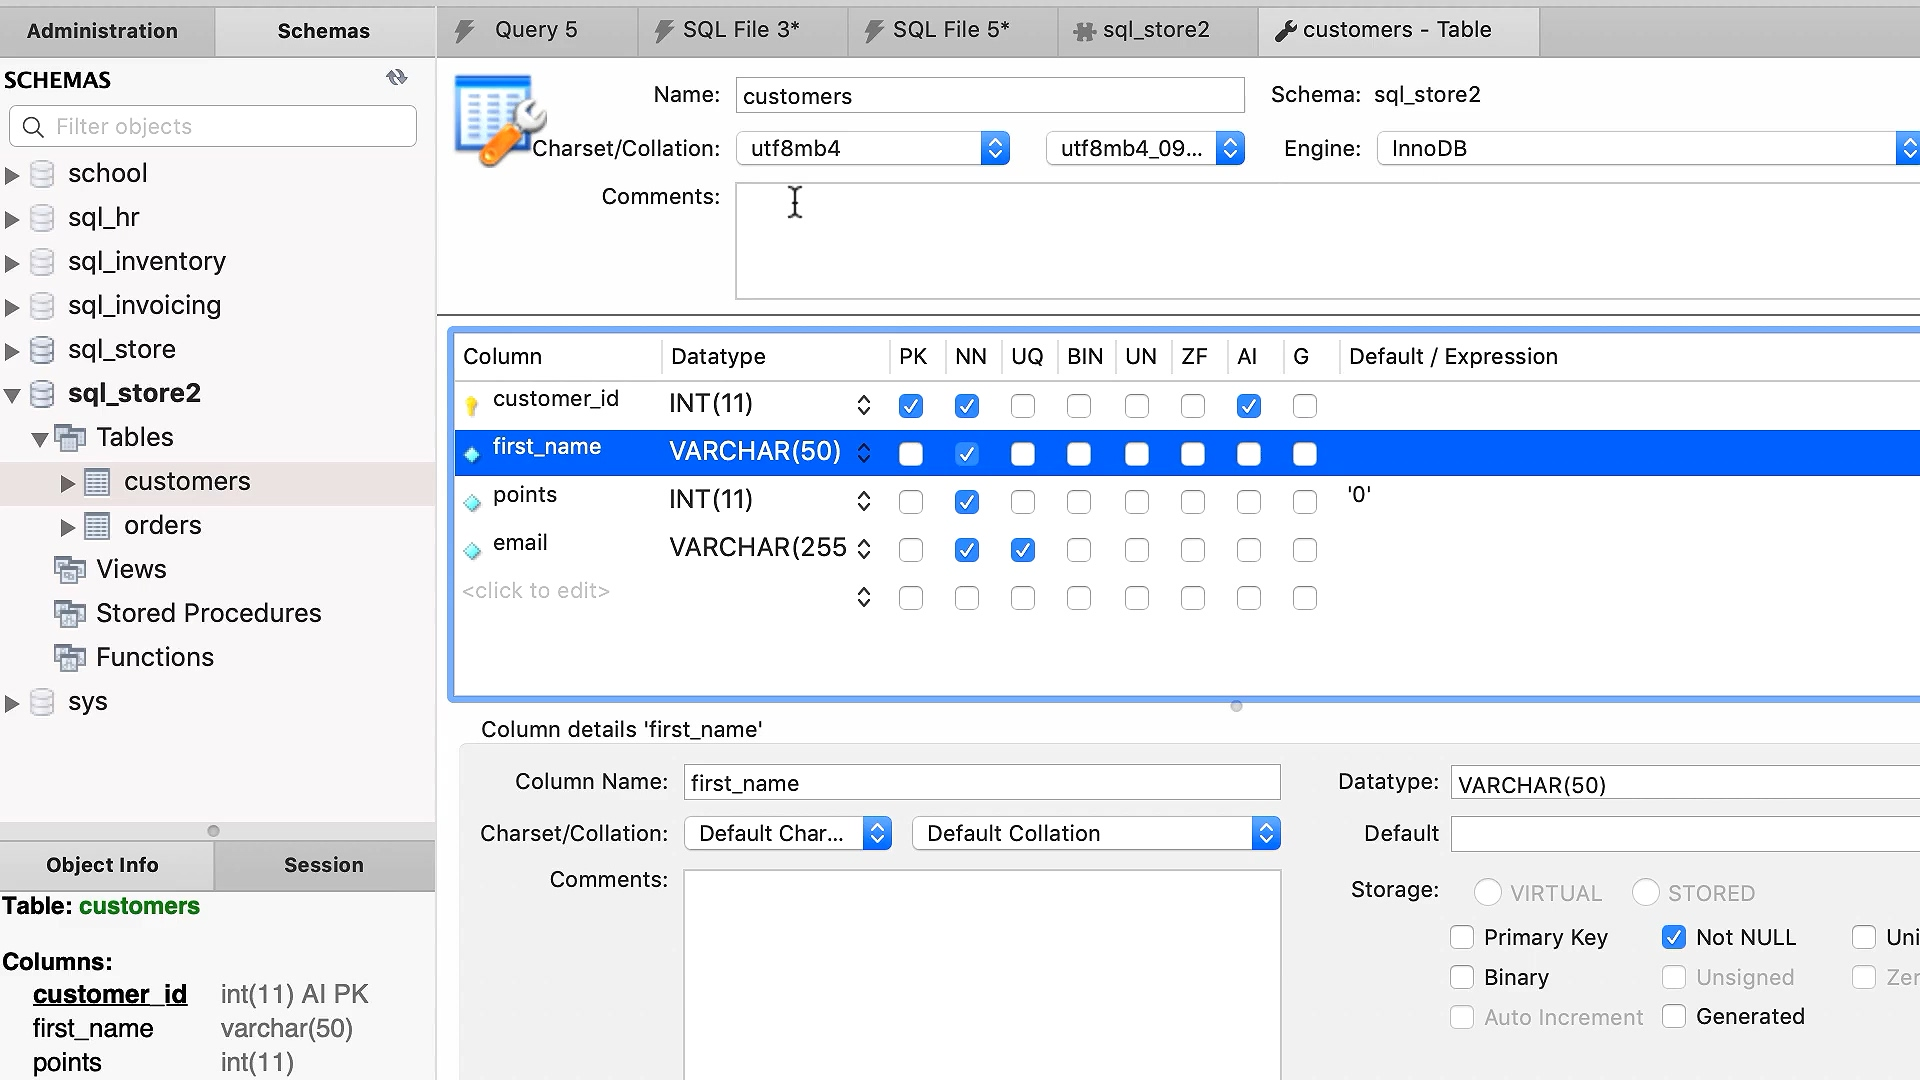 Administration Schemas Query 5 SQL File 3* SQL File 5* sql_store2 customers - Table
SCHEMAS
Filter objects
school
sql_hr
sql_inventory
sql_invoicing
sql_store
sql_store2
Tables
customers
orders
Views
Stored Procedures
Functions
sys
Object Info Session
Table: customers
Columns:
customer_id int(11) AI PK
first_name varchar(50)
points int(11)
Name: customers Schema: sql_store2
Charset/Collation: utf8mb4 utf8mb4_09... Engine: InnoDB
Comments:
Column Datatype PK NN UQ BIN UN ZF AI G Default / Expression
customer_id INT(11)
first_name VARCHAR(50)
points INT(11) '0'
email VARCHAR(255
<click to edit>
Column details 'first_name'
Column Name: first_name Datatype: VARCHAR(50)
Charset/Collation: Default Char... Default Collation Default
Comments: Storage: VIRTUAL STORED
Primary Key Not NULL Uni
Binary Unsigned Zer
Auto Increment Generated